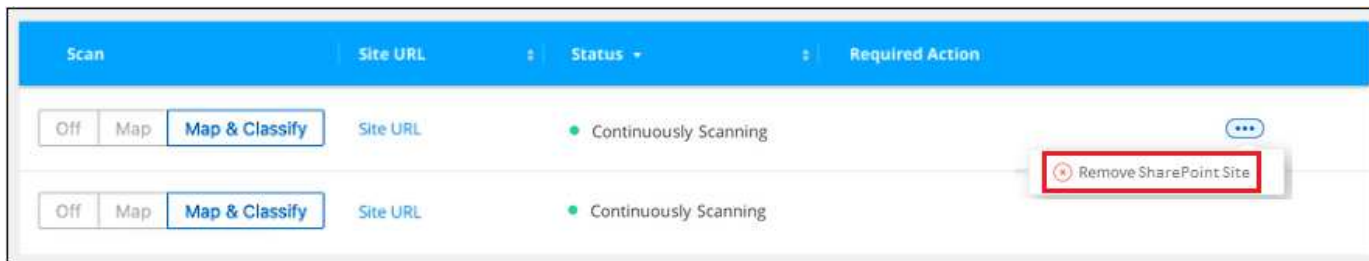 Scan Site URL Status Required Action
Off Map Map & Classify Site URL Continuously Scanning
Remove SharePoint Site
Off Map Map & Classify Site URL Continuously Scanning